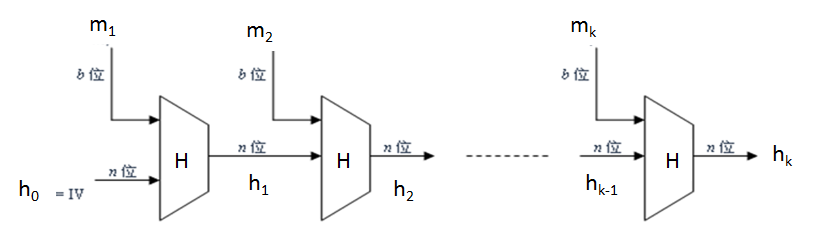 m1 m2 mk
b 位 b 位 b 位
H H H
n 位 n 位 n 位 n 位 n 位
h0 = IV h1 h2 hk-1 hk